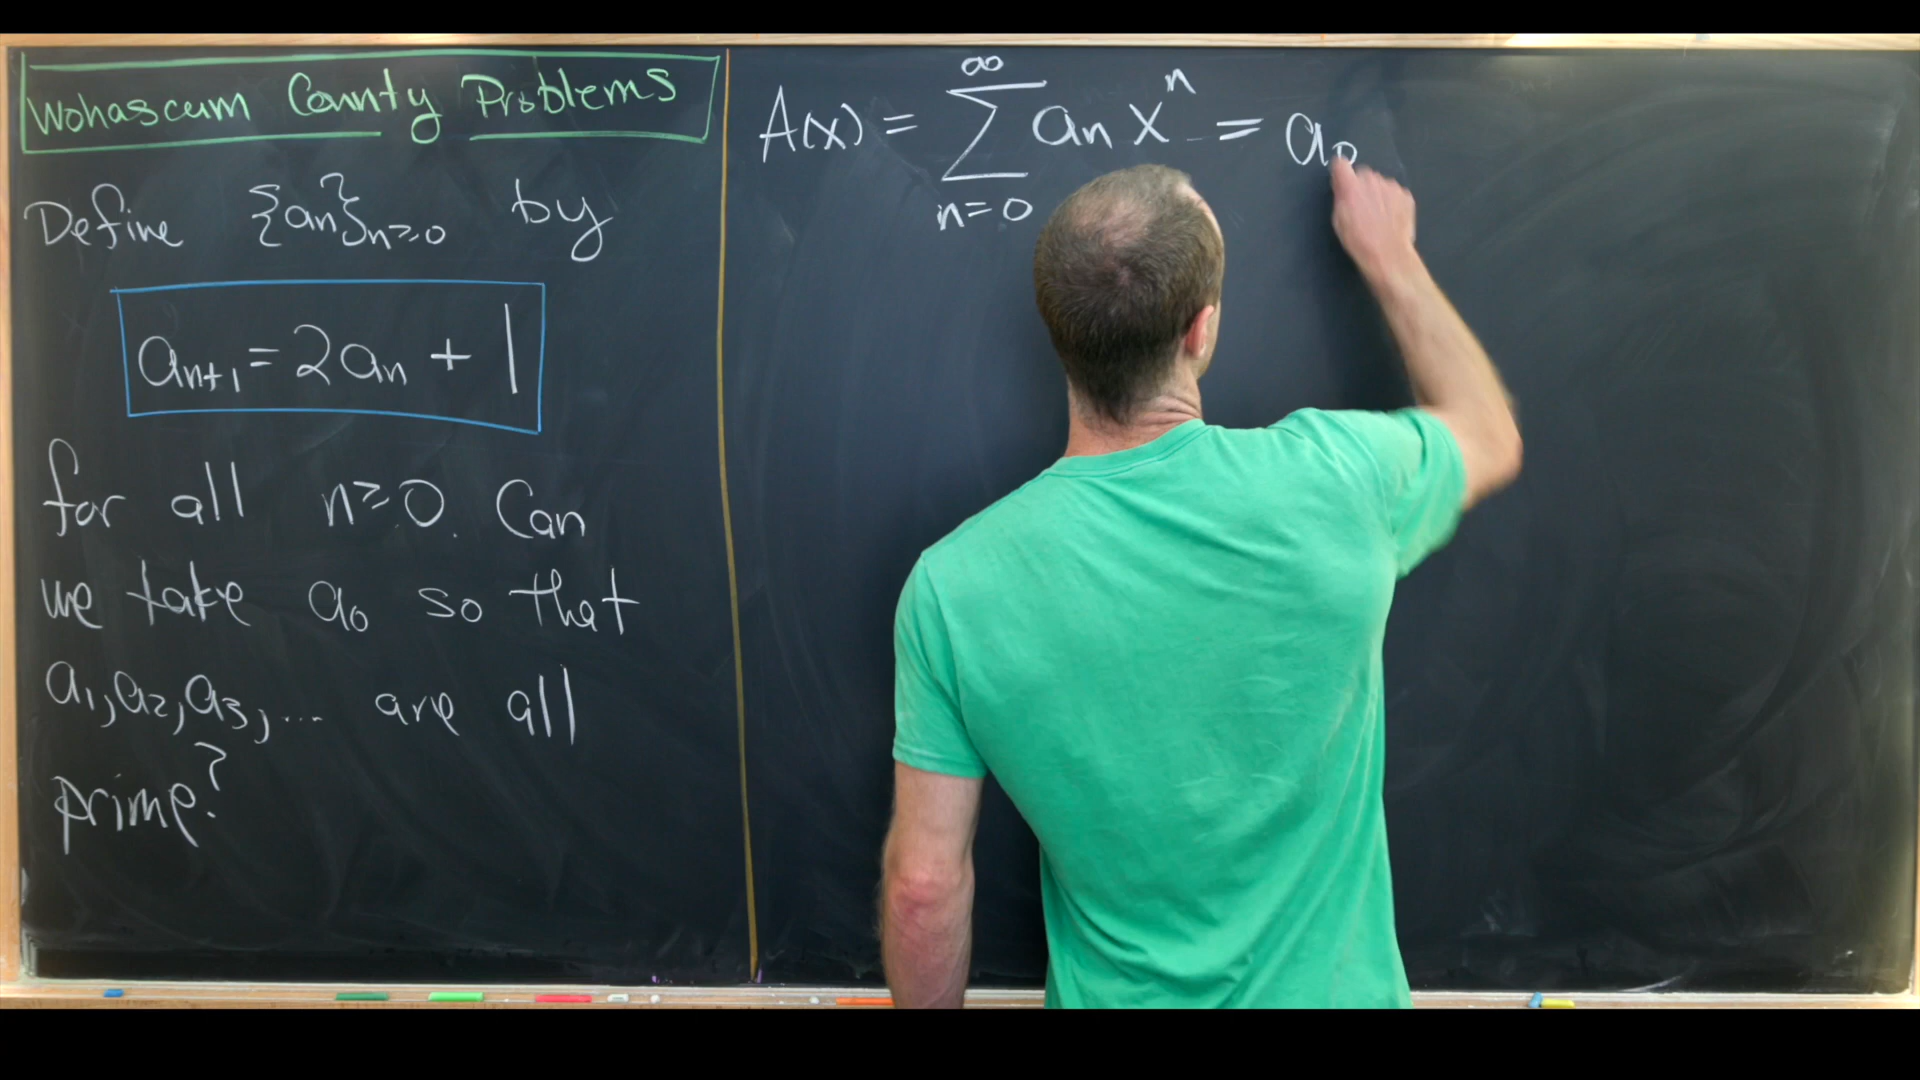 Wohascum County Problems
Define {an}n≥0 by
an+1 = 2an + 1
for all n≥0. Can
we take a0 so that
a1, a2, a3, ... are all
prime?
A(x) = ∑ n=0 ∞ an xⁿ = a0